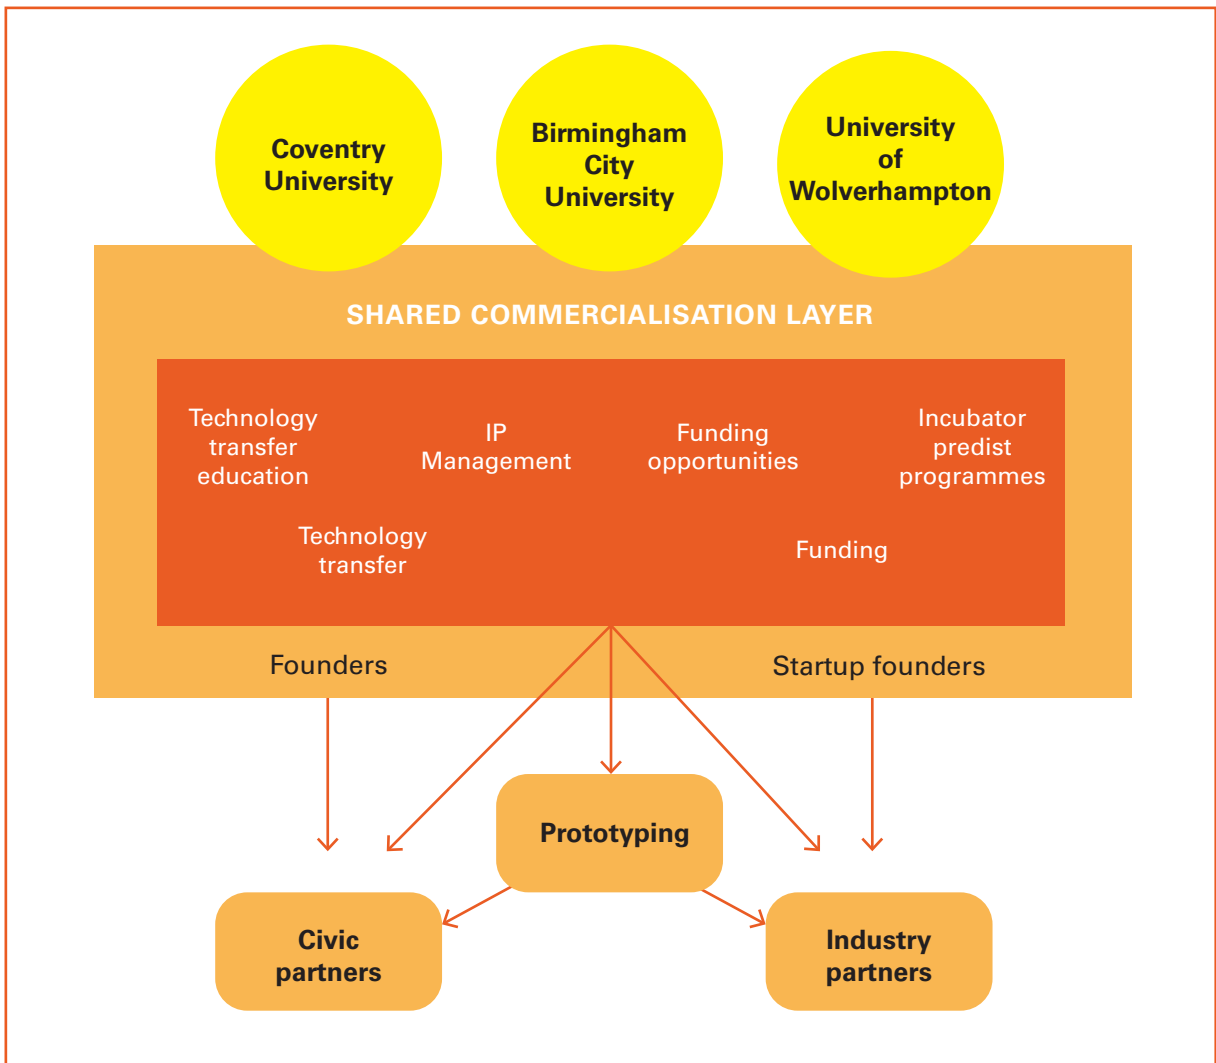 Coventry
University
Birmingham
City
University
University
of
Wolverhampton
SHARED COMMERCIALISATION LAYER
Technology
transfer
education
IP
Management
Funding
opportunities
Incubator
predist
programmes
Technology
transfer
Funding
Founders
Startup founders
Prototyping
Civic
partners
Industry
partners